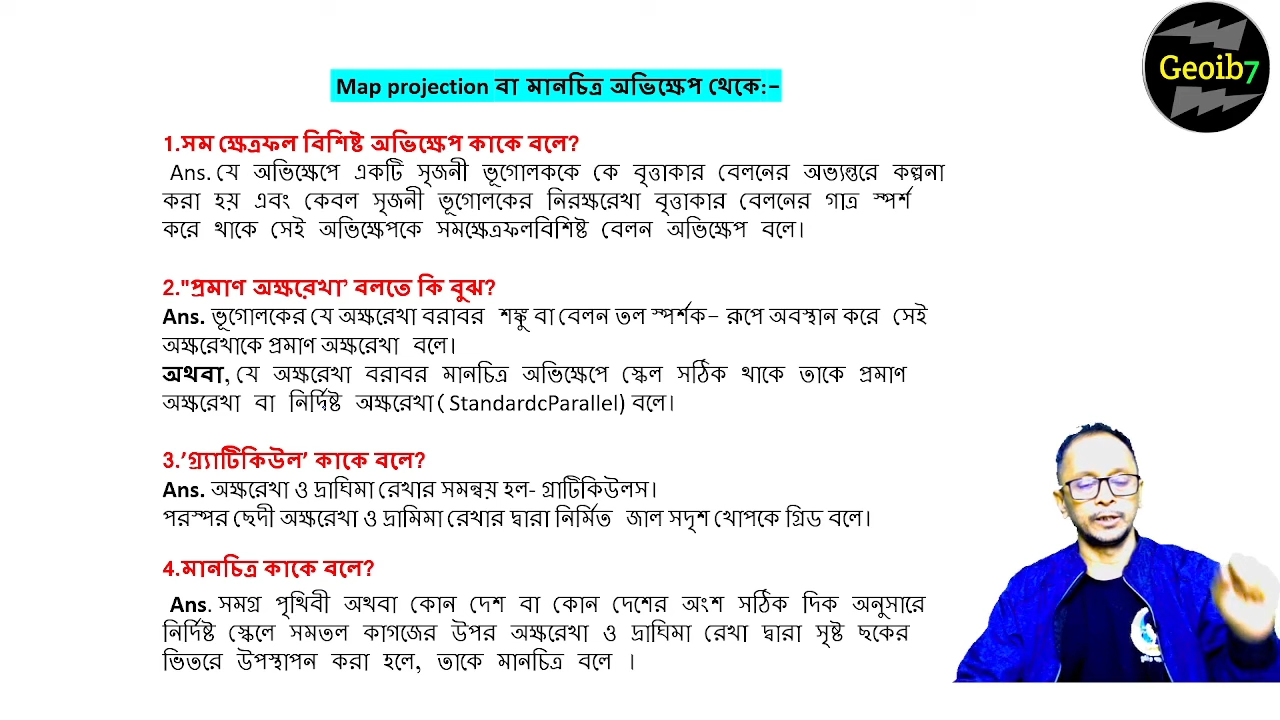 Geoib7
Map projection বা মানচিত্র অভিক্ষেপ থেকে:-
1.সম ক্ষেত্রফল বিশিষ্ট অভিক্ষেপ কাকে বলে?
Ans. যে অভিক্ষেপে একটি সৃজনী ভূগোলককে কে বৃত্তাকার বেলনের অভ্যন্তরে কল্পনা
করা হয় এবং কেবল সৃজনী ভূগোলকের নিরক্ষরেখা বৃত্তাকার বেলনের গাত্র স্পর্শ
করে থাকে সেই অভিক্ষেপকে সমক্ষেত্রফলবিশিষ্ট বেলন অভিক্ষেপ বলে।
2."প্রমাণ অক্ষরেখা’ বলতে কি বুঝ?
Ans. ভূগোলকের যে অক্ষরেখা বরাবর শঙ্কু বা বেলন তল স্পর্শক- রূপে অবস্থান করে সেই
অক্ষরেখাকে প্রমাণ অক্ষরেখা বলে।
অথবা, যে অক্ষরেখা বরাবর মানচিত্র অভিক্ষেপে স্কেল সঠিক থাকে তাকে প্রমাণ
অক্ষরেখা বা নির্দিষ্ট অক্ষরেখা ( StandardcParallel) বলে।
3.’গ্র্যাটিকিউল’ কাকে বলে?
Ans. অক্ষরেখা ও দ্রাঘিমা রেখার সমন্বয় হল- গ্রাটিকিউলস।
পরস্পর ছেদী অক্ষরেখা ও দ্রামিমা রেখার দ্বারা নির্মিত জাল সদৃশ খোপকে গ্রিড বলে।
4.মানচিত্র কাকে বলে?
Ans. সমগ্র পৃথিবী অথবা কোন দেশ বা কোন দেশের অংশ সঠিক দিক অনুসারে
নির্দিষ্ট স্কেলে সমতল কাগজের উপর অক্ষরেখা ও দ্রাঘিমা রেখা দ্বারা সৃষ্ট ছকের
ভিতরে উপস্থাপন করা হলে, তাকে মানচিত্র বলে ।